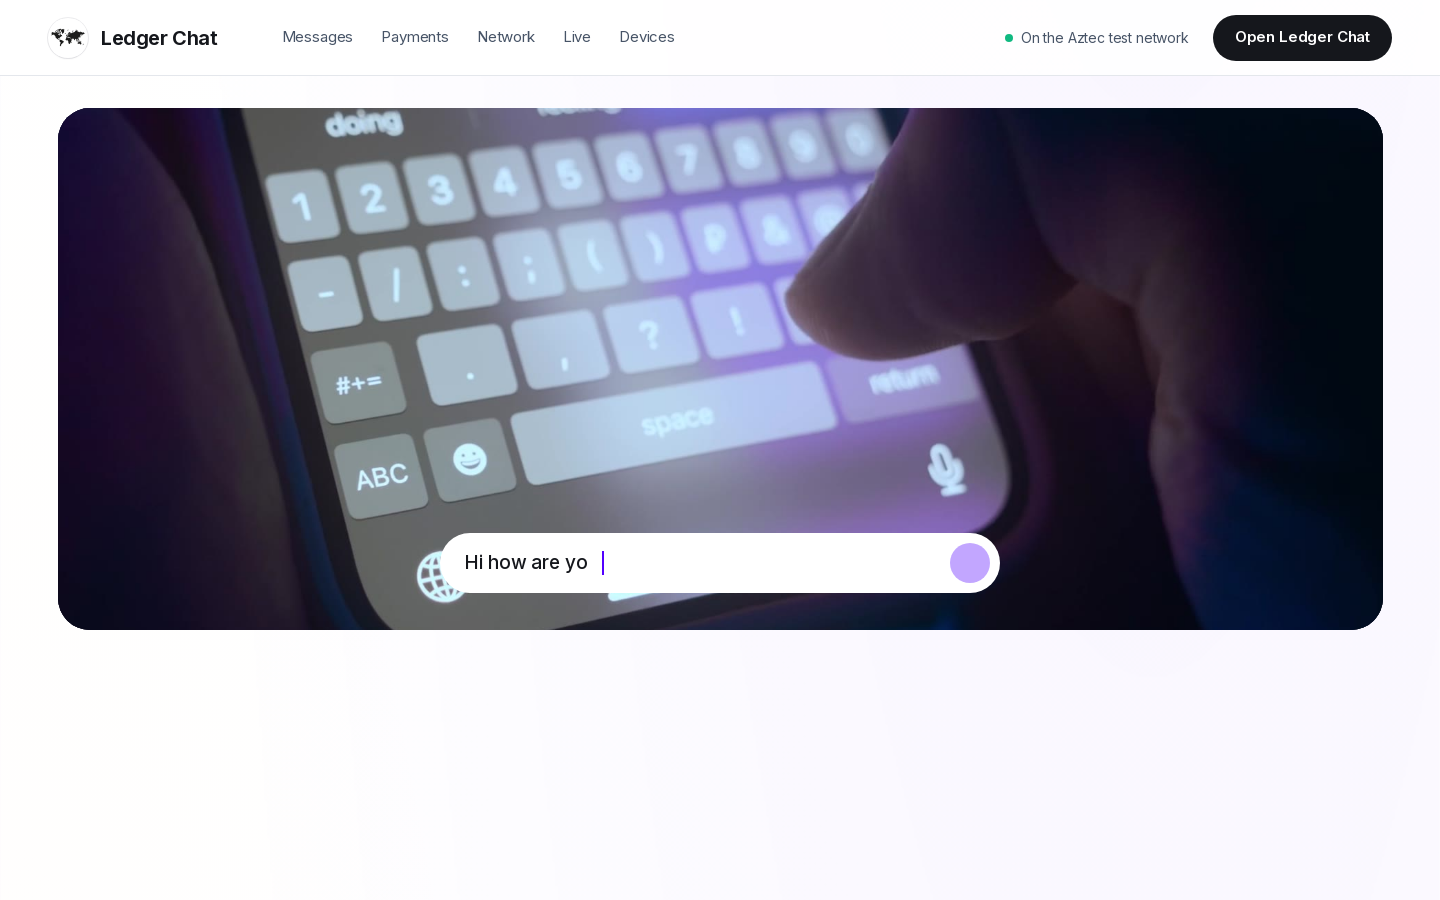 Ledger Chat
Messages
Payments
Network
Live
Devices
On the Aztec test network
Open Ledger Chat
doing
1 2 3 4 5 6 7 8 9 0
- / : ; ( ) &
#+= . , ? !
ABC space return
Hi how are yo